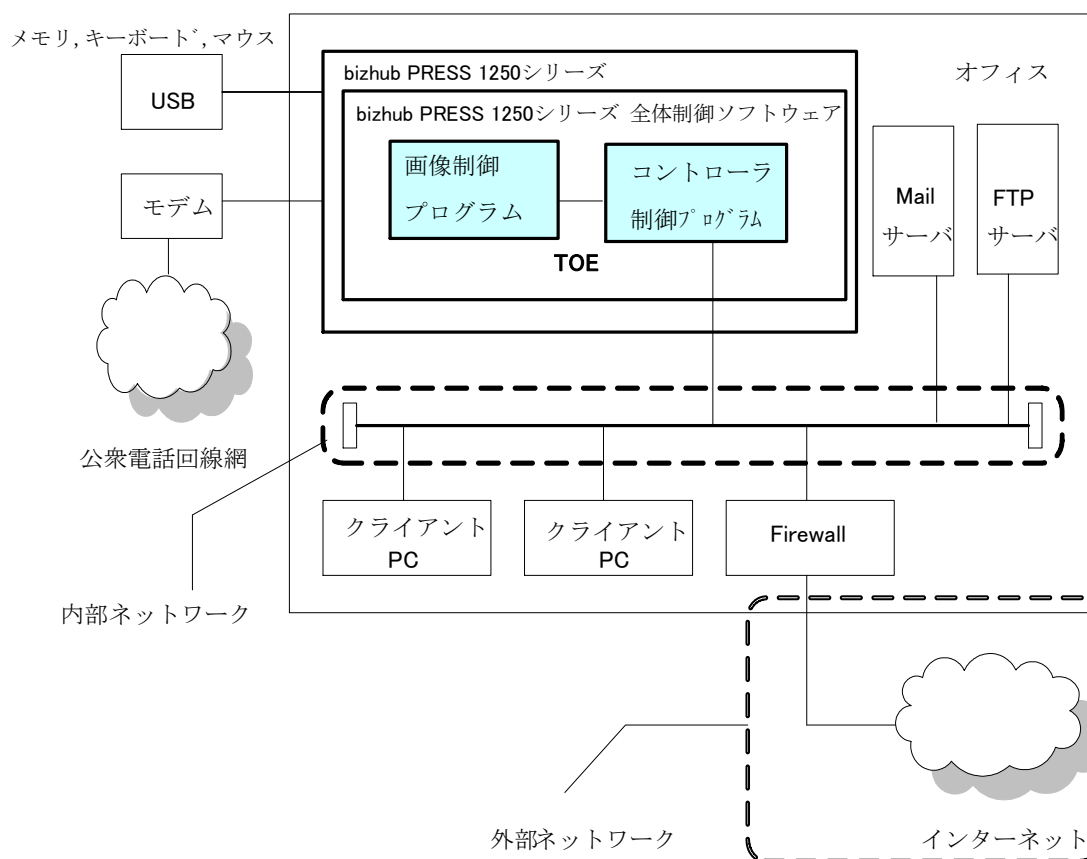 メモリ,キーボード,マウス
USB
モデム
公衆電話回線網
bizhub PRESS 1250シリーズ
bizhub PRESS 1250シリーズ 全体制御ソフトウェア
画像制御
プログラム
コントローラ
制御プログラム
TOE
オフィス
Mail
サーバ
FTP
サーバ
クライアント
PC
クライアント
PC
Firewall
内部ネットワーク
外部ネットワーク
インターネット